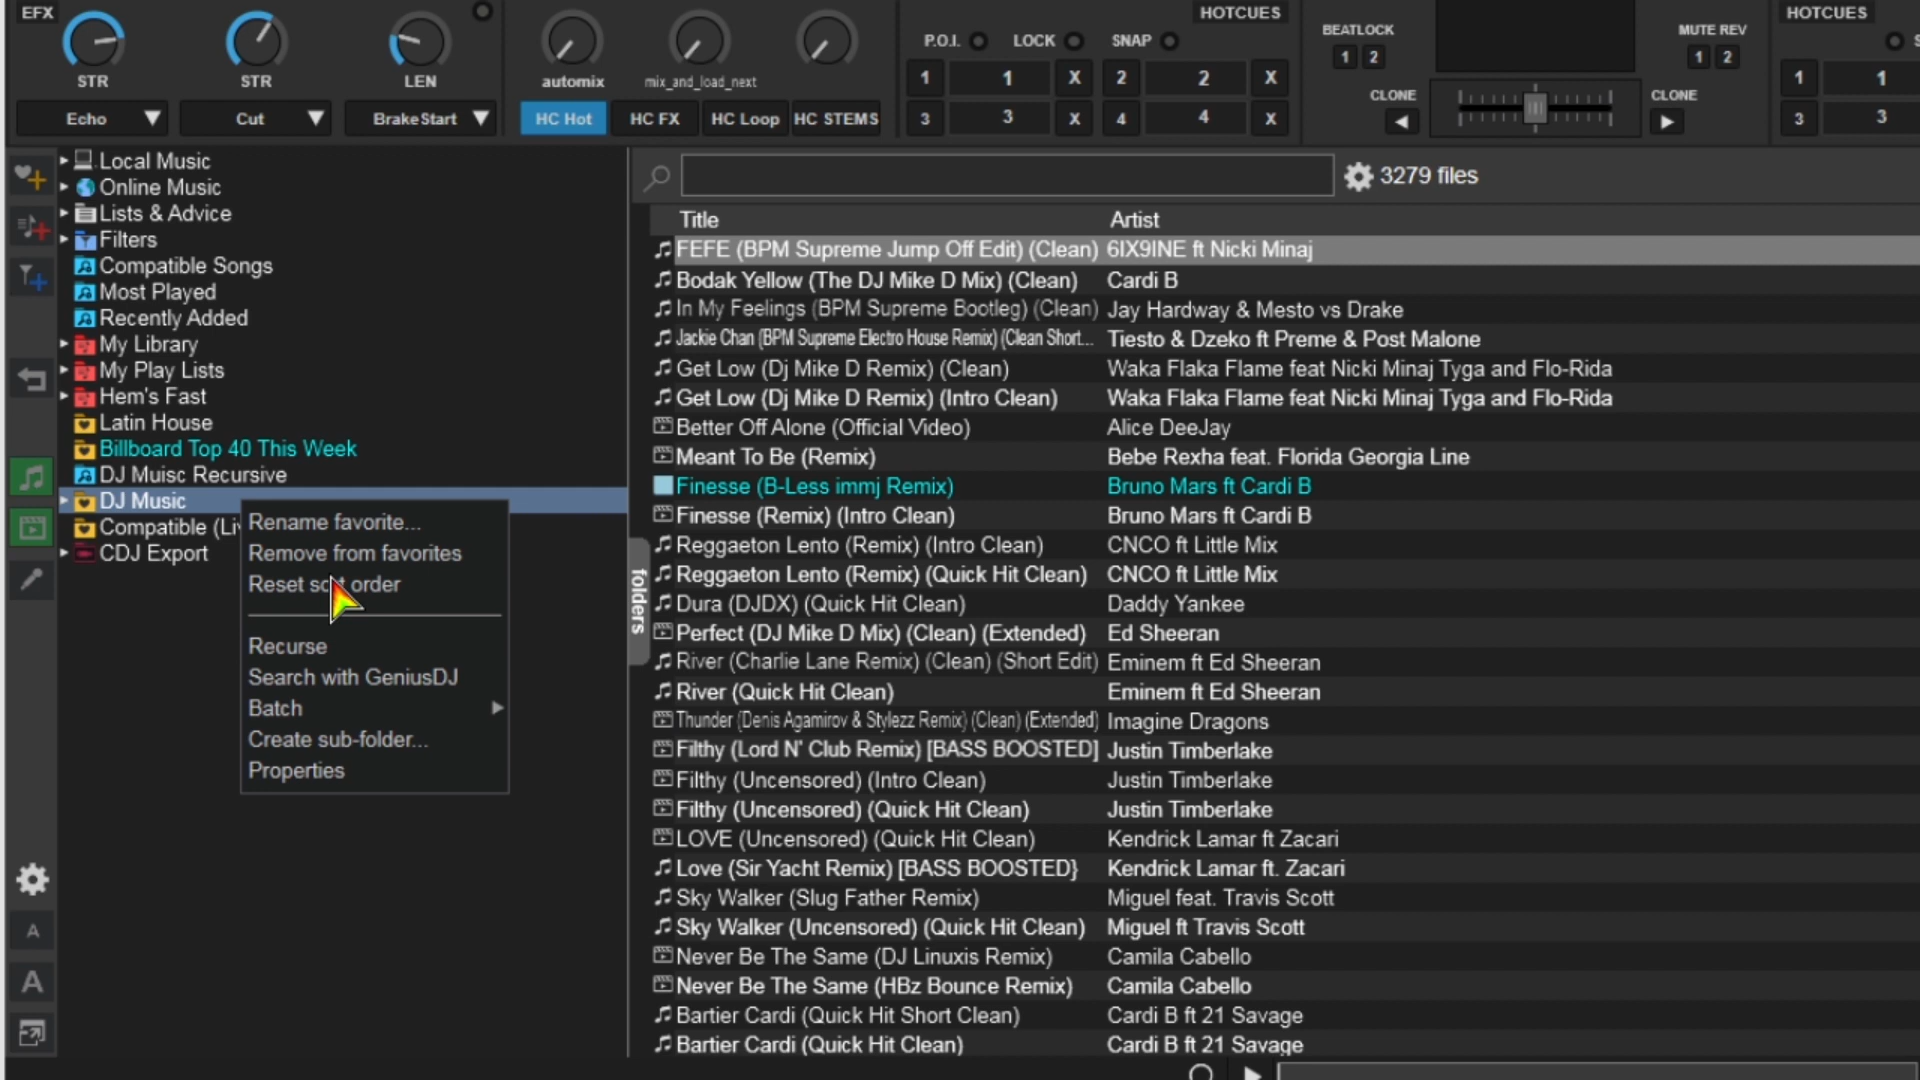 EFX
STR
STR
LEN
automix
mix_and_load_next
Echo
Cut
BrakeStart
HC Hot
HC FX
HC Loop
HC STEMS
HOTCUES
P.O.I.
LOCK
SNAP
1 1 X 2 2 X
3 3 X 4 4 X
BEATLOCK
1 2
MUTE REV
1 2
CLONE
CLONE
HOTCUES
1 1
3 3
Local Music
Online Music
Lists & Advice
Filters
Compatible Songs
Most Played
Recently Added
My Library
My Play Lists
Hem's Fast
Latin House
Billboard Top 40 This Week
DJ Muisc Recursive
DJ Music
Compatible (Li
CDJ Export
Rename favorite...
Remove from favorites
Reset sort order
Recurse
Search with GeniusDJ
Batch
Create sub-folder...
Properties
A
A
folders
3279 files
Title Artist
FEFE (BPM Supreme Jump Off Edit) (Clean) 6IX9INE ft Nicki Minaj
Bodak Yellow (The DJ Mike D Mix) (Clean) Cardi B
In My Feelings (BPM Supreme Bootleg) (Clean) Jay Hardway & Mesto vs Drake
Jackie Chan (BPM Supreme Electro House Remix) (Clean Short... Tiesto & Dzeko ft Preme & Post Malone
Get Low (Dj Mike D Remix) (Clean) Waka Flaka Flame feat Nicki Minaj Tyga and Flo-Rida
Get Low (Dj Mike D Remix) (Intro Clean) Waka Flaka Flame feat Nicki Minaj Tyga and Flo-Rida
Better Off Alone (Official Video) Alice DeeJay
Meant To Be (Remix) Bebe Rexha feat. Florida Georgia Line
Finesse (B-Less immj Remix) Bruno Mars ft Cardi B
Finesse (Remix) (Intro Clean) Bruno Mars ft Cardi B
Reggaeton Lento (Remix) (Intro Clean) CNCO ft Little Mix
Reggaeton Lento (Remix) (Quick Hit Clean) CNCO ft Little Mix
Dura (DJDX) (Quick Hit Clean) Daddy Yankee
Perfect (DJ Mike D Mix) (Clean) (Extended) Ed Sheeran
River (Charlie Lane Remix) (Clean) (Short Edit) Eminem ft Ed Sheeran
River (Quick Hit Clean) Eminem ft Ed Sheeran
Thunder (Denis Agamirov & Stylezz Remix) (Clean) (Extended) Imagine Dragons
Filthy (Lord N' Club Remix) [BASS BOOSTED] Justin Timberlake
Filthy (Uncensored) (Intro Clean) Justin Timberlake
Filthy (Uncensored) (Quick Hit Clean) Justin Timberlake
LOVE (Uncensored) (Quick Hit Clean) Kendrick Lamar ft Zacari
Love (Sir Yacht Remix) [BASS BOOSTED} Kendrick Lamar ft. Zacari
Sky Walker (Slug Father Remix) Miguel feat. Travis Scott
Sky Walker (Uncensored) (Quick Hit Clean) Miguel ft Travis Scott
Never Be The Same (DJ Linuxis Remix) Camila Cabello
Never Be The Same (HBz Bounce Remix) Camila Cabello
Bartier Cardi (Quick Hit Short Clean) Cardi B ft 21 Savage
Bartier Cardi (Quick Hit Clean) Cardi B ft 21 Savage